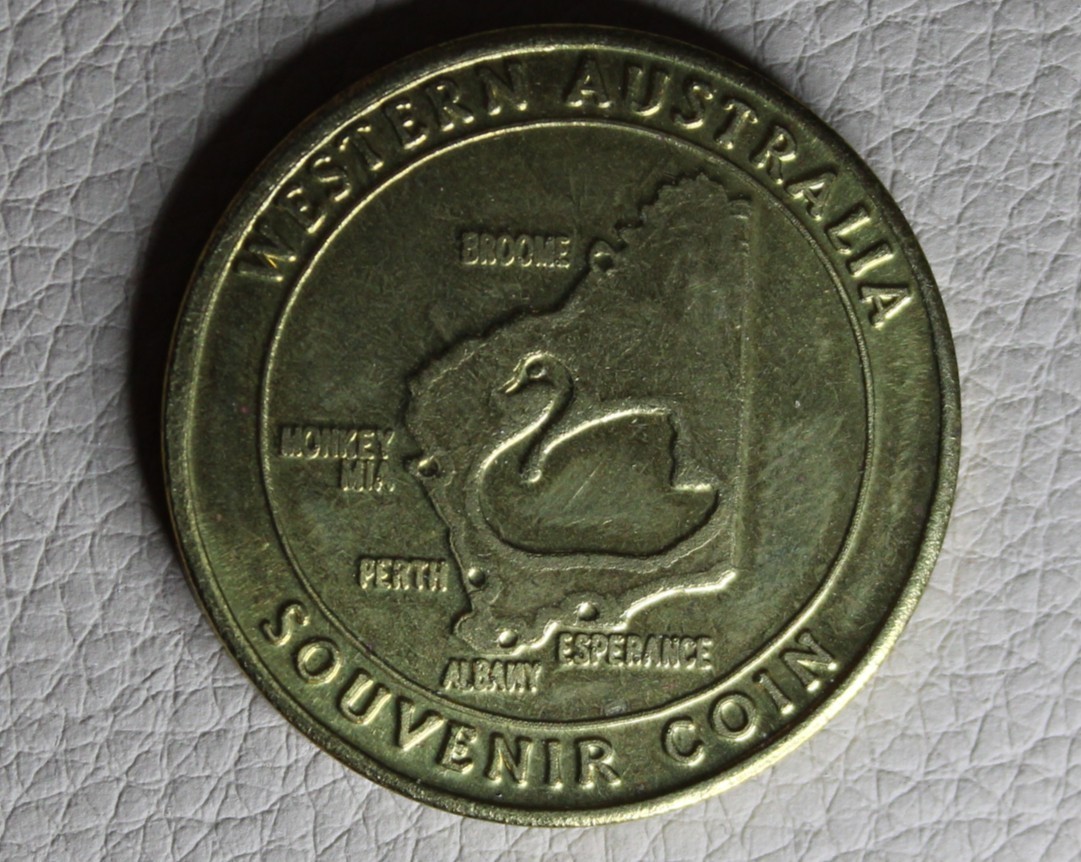 WESTERN AUSTRALIA
BROOME
MONKEY
MIA
PERTH
ALBANY
ESPERANCE
SOUVENIR COIN